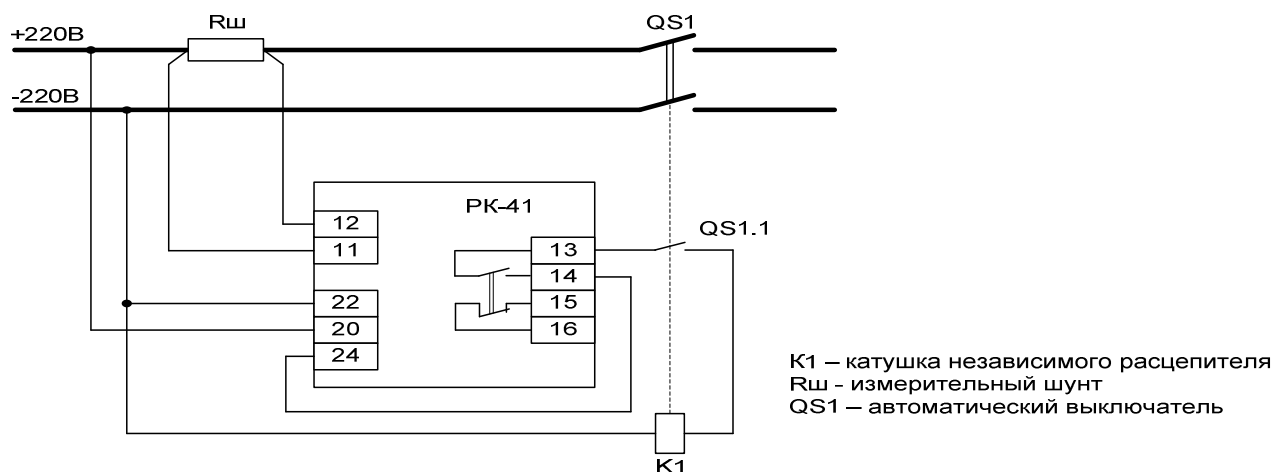 Rш
QS1
+220В
-220В
РК-41
12
11
13
QS1.1
14
22
15
20
16
24
К1 – катушка независимого расцепителя
Rш - измерительный шунт
QS1 – автоматический выключатель
К1